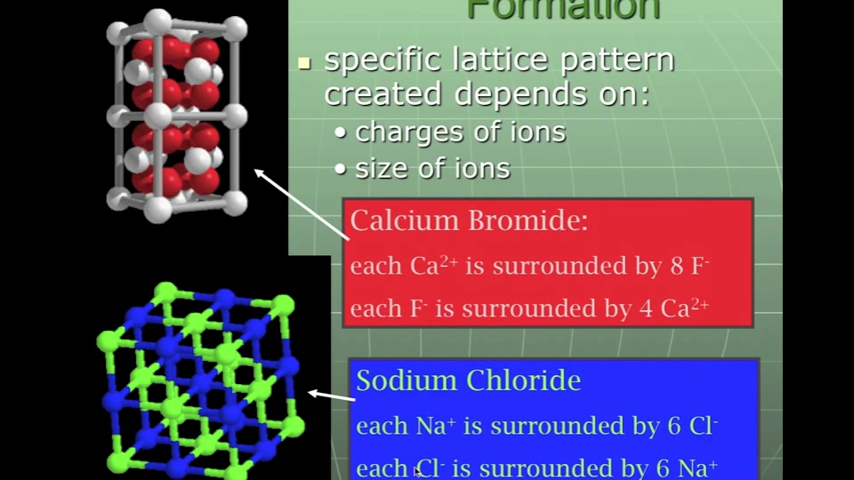 Formation
specific lattice pattern
created depends on:
• charges of ions
• size of ions
Calcium Bromide:
each Ca²⁺ is surrounded by 8 F⁻
each F⁻ is surrounded by 4 Ca²⁺
Sodium Chloride
each Na⁺ is surrounded by 6 Cl⁻
each Cl⁻ is surrounded by 6 Na⁺